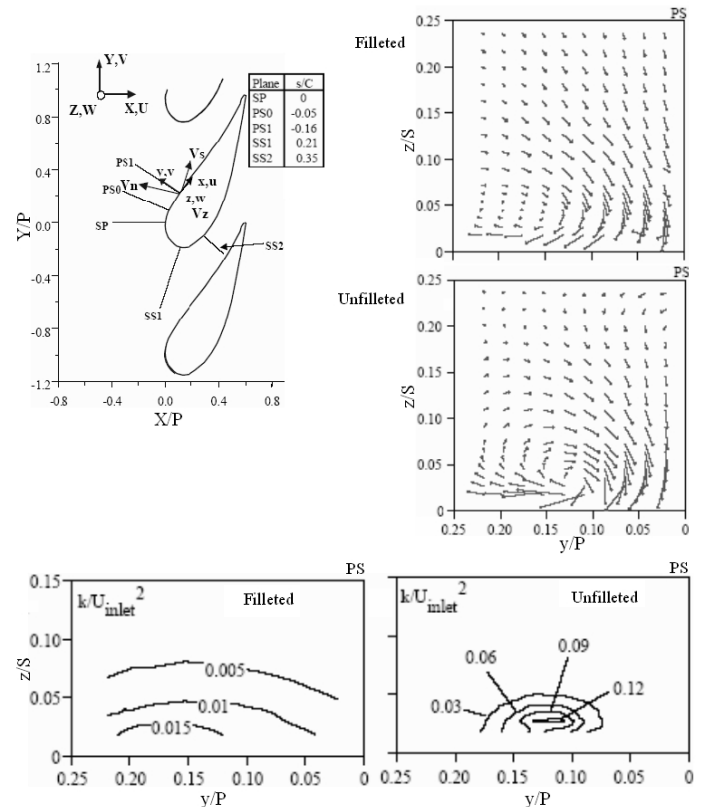 PS
Filleted
0.25
0.20
0.15
z/S
0.10
0.05
0
Y,V
Z,W
X,U
Plane s/C
SP 0
PS0 -0.05
PS1 -0.16
SS1 0.21
SS2 0.35
1.2
0.8
0.4
0.0
-0.4
-0.8
-1.2
Y/P
PS1
Vs
v,v
x,u
Vn
PS0
z,w
Vz
SP
SS2
SS1
-0.8 -0.4 0.0 0.4 0.8
X/P
PS
Unfilleted
0.25
0.20
0.15
z/S
0.10
0.05
0
0.25 0.20 0.15 0.10 0.05 0
y/P
PS
k/Uinlet2
Filleted
0.15
0.10
z/S
0.05
0
0.005
0.01
0.015
0.25 0.20 0.15 0.10 0.05 0
y/P
PS
k/Uinlet2
Unfilleted
0.09
0.06
0.12
0.03
0.25 0.20 0.15 0.10 0.05 0
y/P